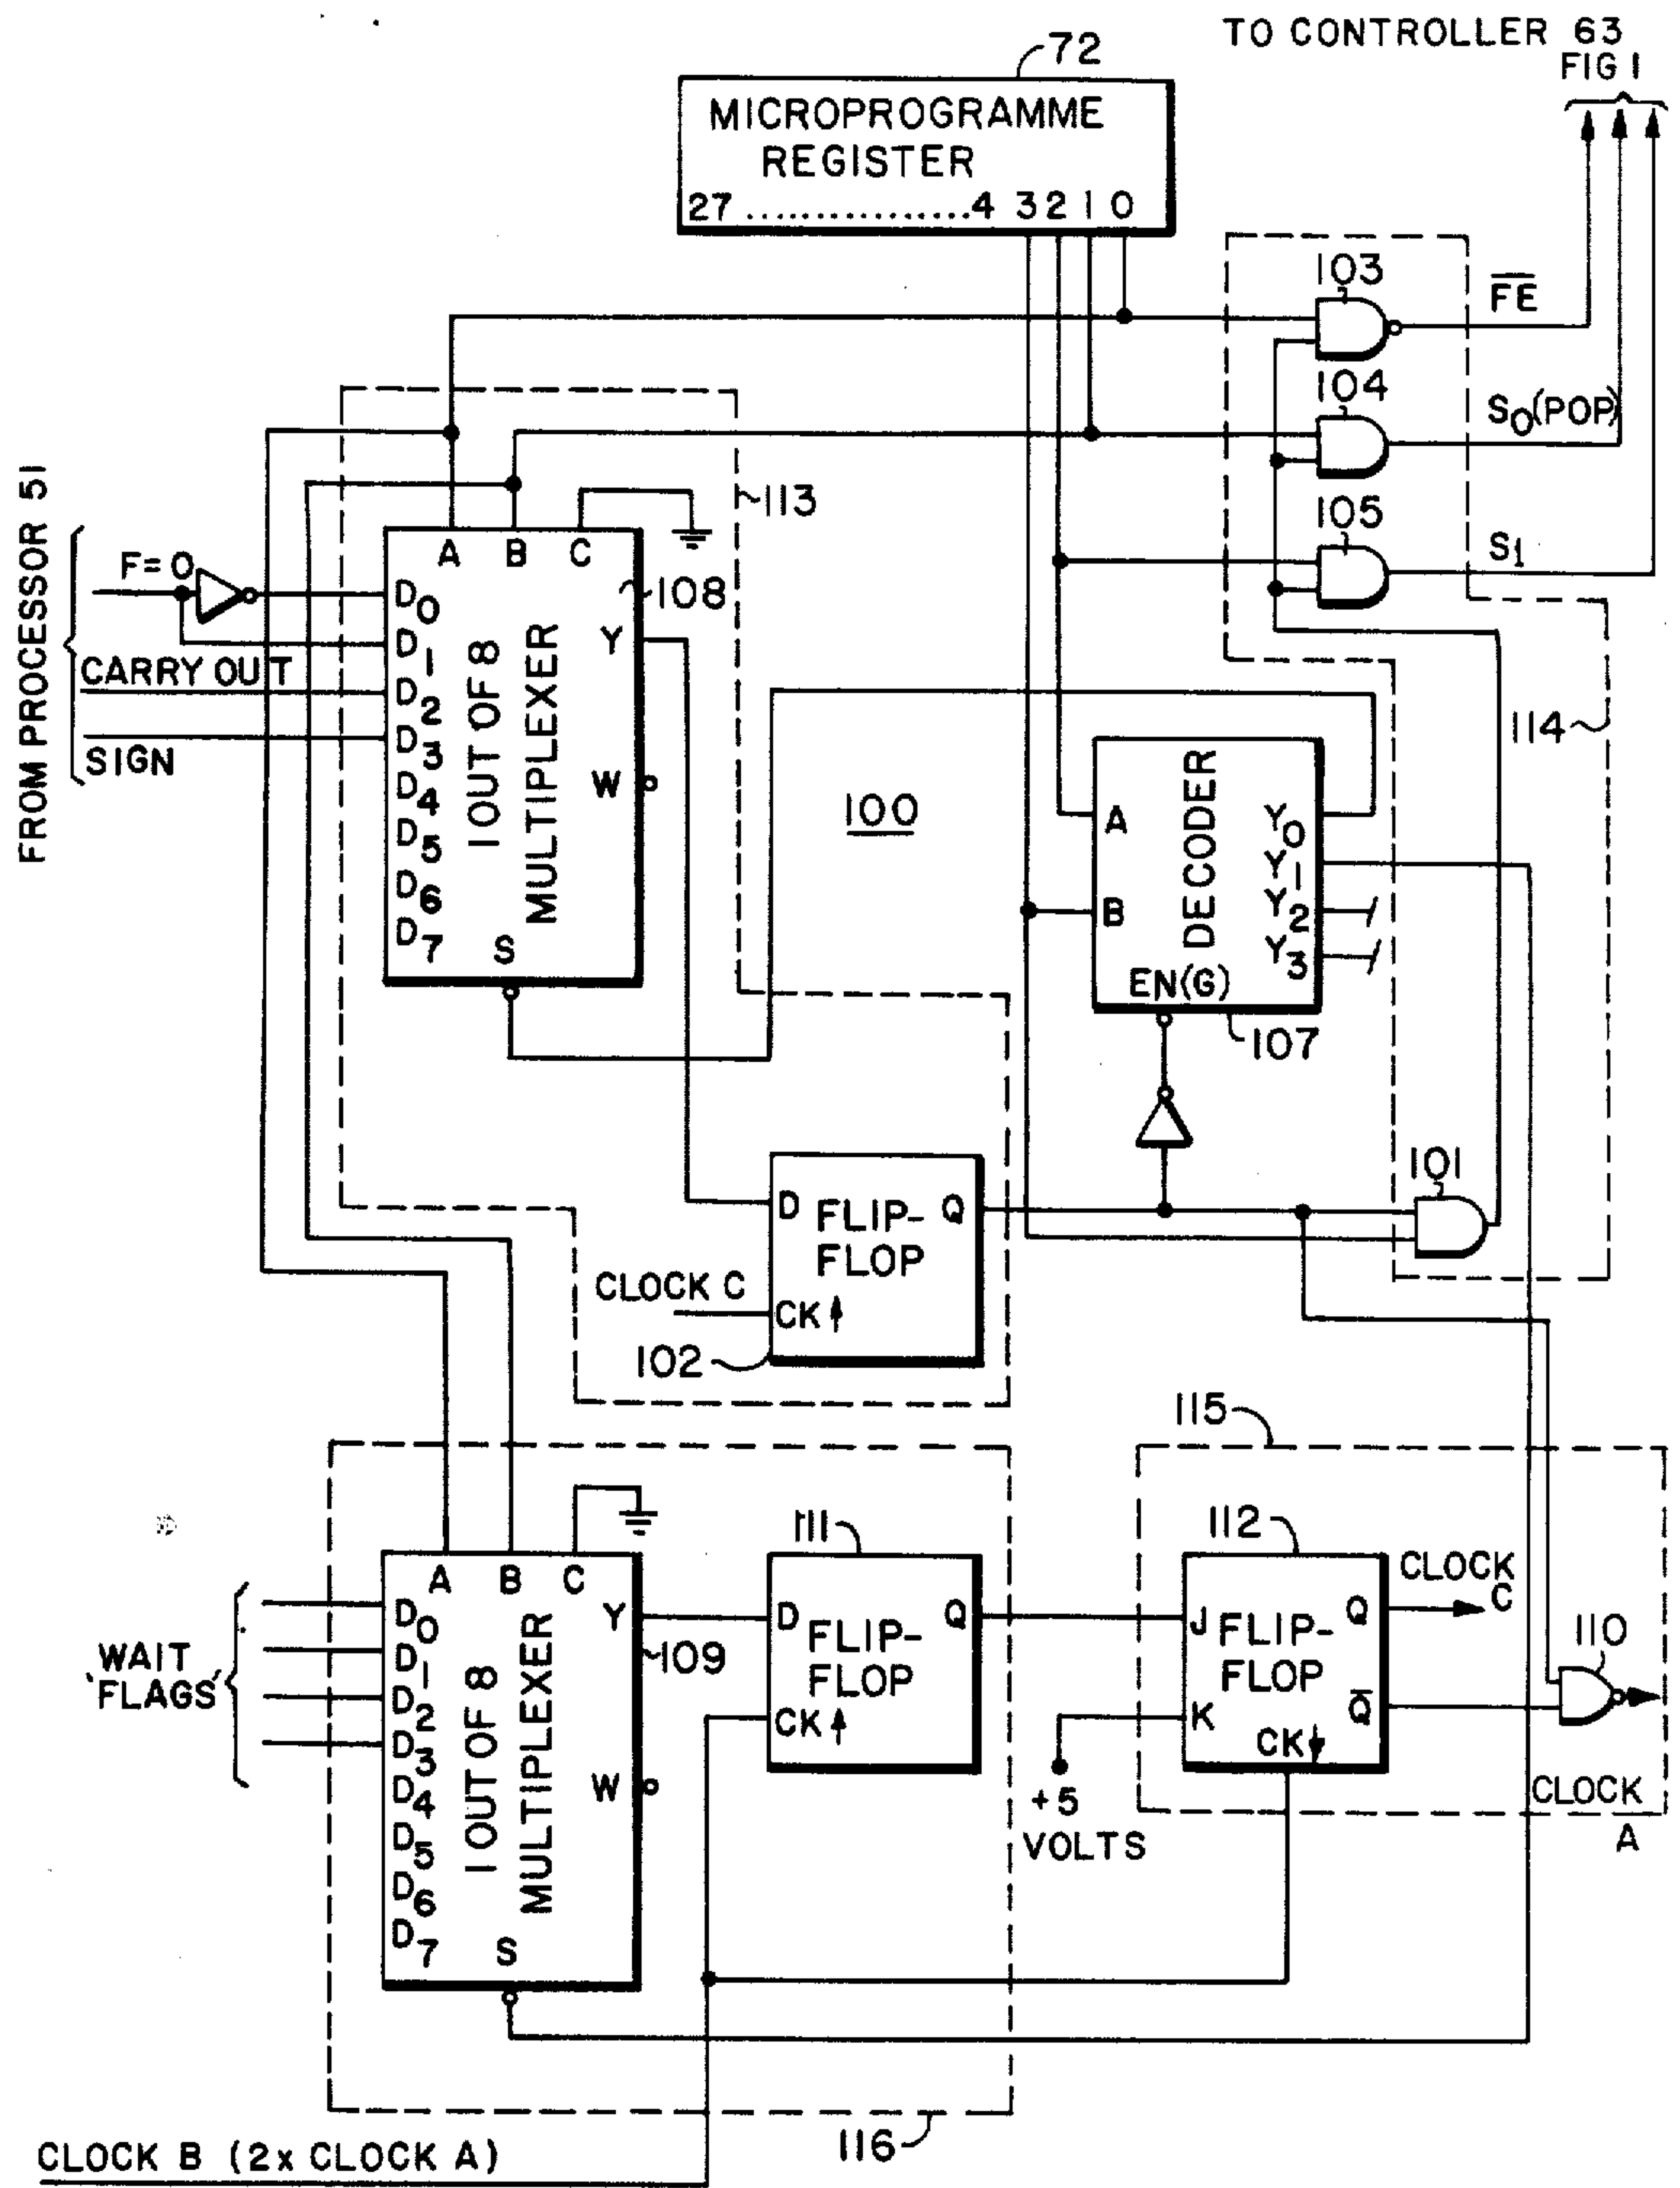 TO CONTROLLER 63
FIG 1
72
MICROPROGRAMME
REGISTER
27 ................4 3 2 1 0
103
FE
104
S0 (POP)
105
S1
113
114
FROM PROCESSOR 51
F=0
CARRY OUT
SIGN
A B C
D0
D1
D2
D3
D4
D5
D6
D7
1 OUT OF 8
MULTIPLEXER
Y
W
S
108
100
A
B
DECODER
Y0
Y1
Y2
Y3
EN(G)
107
101
D
FLIP-
FLOP
Q
CLOCK C
CK
102
115
116
A B C
WAIT
'FLAGS'
D0
D1
D2
D3
D4
D5
D6
D7
1 OUT OF 8
MULTIPLEXER
Y
W
S
109
111
D
FLIP-
FLOP
Q
CK
112
J
FLIP-
FLOP
Q
K
Q
CK
CLOCK
C
110
+5
VOLTS
CLOCK
A
CLOCK B (2x CLOCK A)